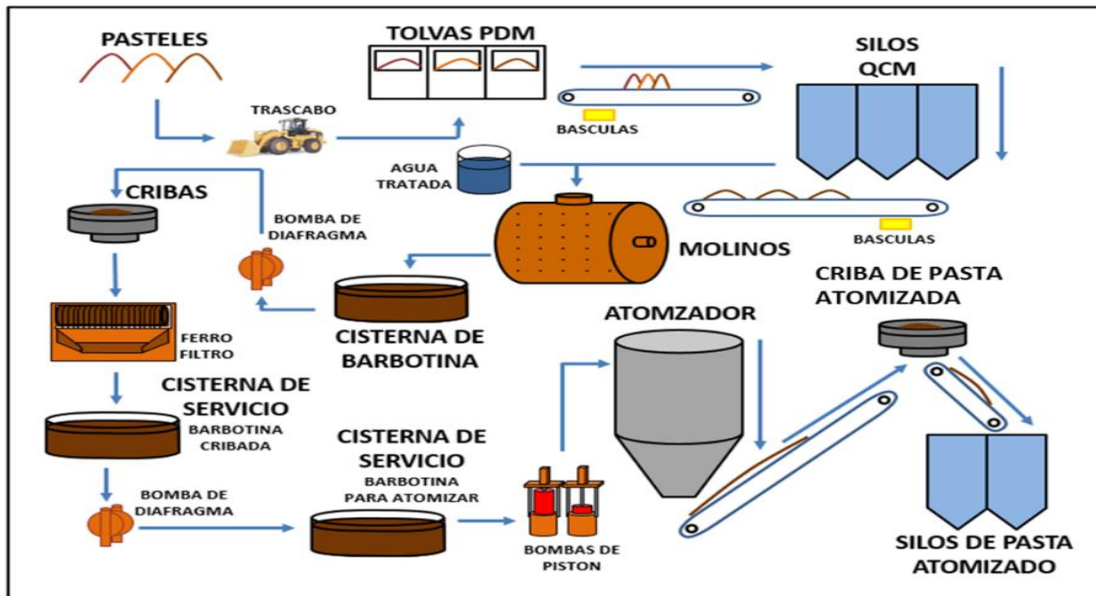 PASTELES
TOLVAS PDM
SILOS
QCM
TRASCABO
BASCULAS
AGUA
TRATADA
CRIBAS
BOMBA DE
DIAFRAGMA
MOLINOS
BASCULAS
CRIBA DE PASTA
ATOMIZADA
FERRO
FILTRO
CISTERNA DE
BARBOTINA
ATOMZADOR
CISTERNA DE
SERVICIO
BARBOTINA
CRIBADA
CISTERNA DE
SERVICIO
BARBOTINA
PARA ATOMIZAR
BOMBA DE
DIAFRAGMA
BOMBAS DE
PISTON
SILOS DE PASTA
ATOMIZADO